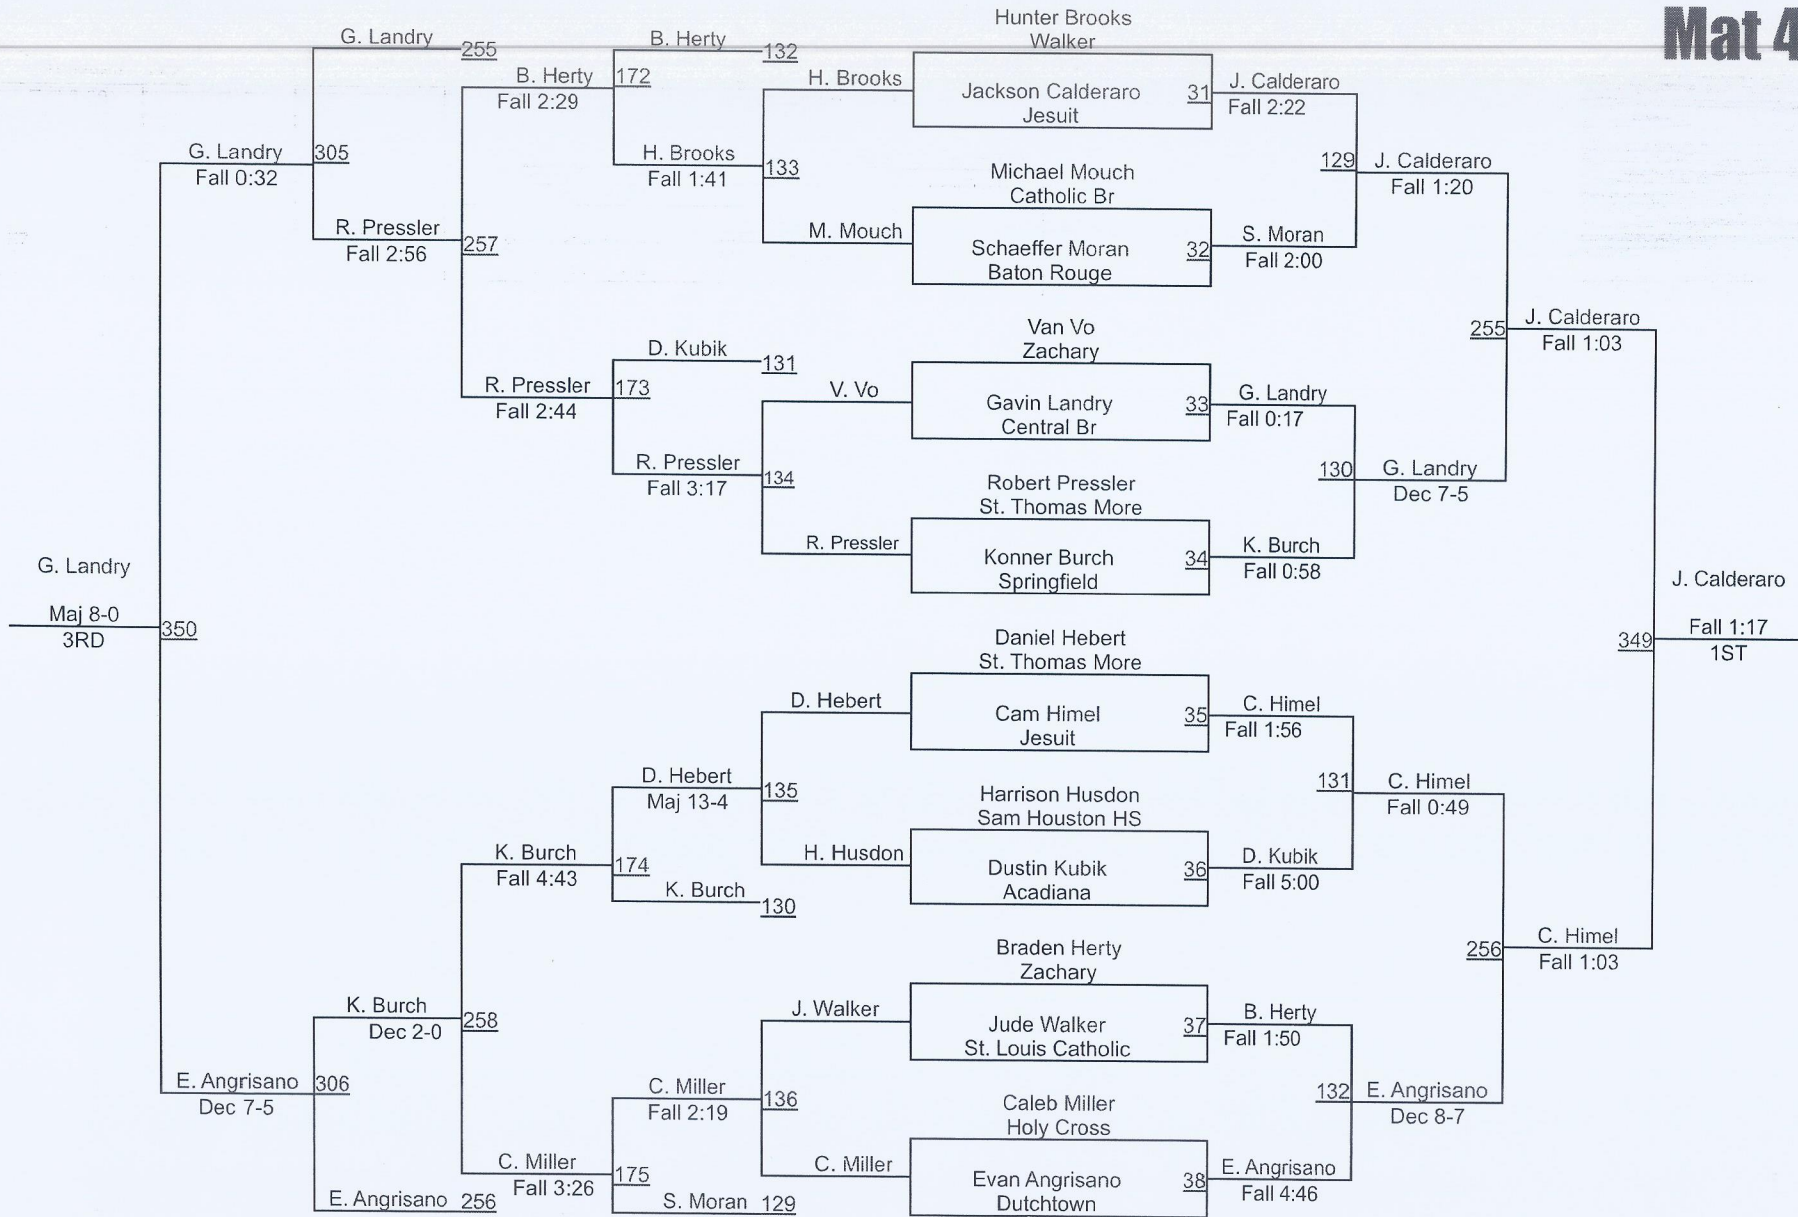 Mat 4
G. Landry
255
B. Herty
132
Hunter Brooks
Walker
B. Herty
172
Fall 2:29
H. Brooks
Jackson Calderaro
31
Jesuit
J. Calderaro
Fall 2:22
G. Landry
305
Fall 0:32
H. Brooks
Fall 1:41
133
Michael Mouch
Catholic Br
129
J. Calderaro
Fall 1:20
R. Pressler
Fall 2:56
257
M. Mouch
Schaeffer Moran
32
Baton Rouge
S. Moran
Fall 2:00
Van Vo
Zachary
255
J. Calderaro
Fall 1:03
D. Kubik
131
R. Pressler
173
Fall 2:44
V. Vo
Gavin Landry
33
Central Br
G. Landry
Fall 0:17
R. Pressler
Fall 3:17
134
Robert Pressler
St. Thomas More
130
G. Landry
Dec 7-5
R. Pressler
Konner Burch
34
Springfield
K. Burch
Fall 0:58
G. Landry
Maj 8-0
3RD
350
J. Calderaro
Fall 1:17
1ST
349
Daniel Hebert
St. Thomas More
D. Hebert
Cam Himel
35
Jesuit
C. Himel
Fall 1:56
D. Hebert
Maj 13-4
135
Harrison Husdon
Sam Houston HS
131
C. Himel
Fall 0:49
K. Burch
Fall 4:43
174
H. Husdon
Dustin Kubik
36
Acadiana
D. Kubik
Fall 5:00
K. Burch
130
Braden Herty
Zachary
256
C. Himel
Fall 1:03
K. Burch
Dec 2-0
258
J. Walker
Jude Walker
37
St. Louis Catholic
B. Herty
Fall 1:50
E. Angrisano
306
Dec 7-5
C. Miller
Fall 2:19
136
Caleb Miller
Holy Cross
132
E. Angrisano
Dec 8-7
C. Miller
Fall 3:26
175
C. Miller
Evan Angrisano
38
Dutchtown
E. Angrisano
Fall 4:46
E. Angrisano
256
S. Moran
129